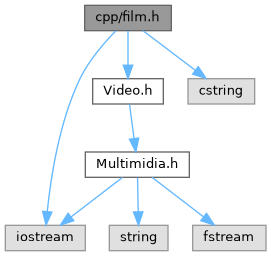 cpp/film.h
Video.h
cstring
Multimidia.h
iostream
string
fstream